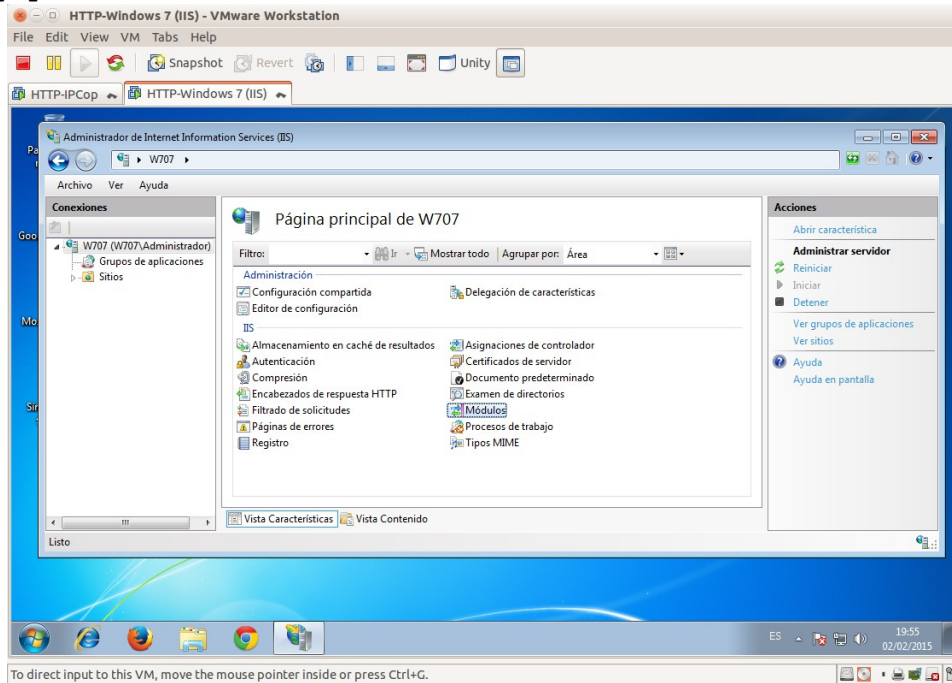 HTTP-Windows 7 (IIS) - VMware Workstation
File Edit View VM Tabs Help
Snapshot Revert Unity
HTTP-IPCop HTTP-Windows 7 (IIS)
Administrador de Internet Information Services (IIS)
W707
Archivo Ver Ayuda
Conexiones
W707 (W707\Administrador)
Grupos de aplicaciones
Sitios
Página principal de W707
Filtro: Ir Mostrar todo Agrupar por: Área
Administración
Configuración compartida Delegación de características
Editor de configuración
IIS
Almacenamiento en caché de resultados Asignaciones de controlador
Autenticación Certificados de servidor
Compresión Documento predeterminado
Encabezados de respuesta HTTP Examen de directorios
Filtrado de solicitudes Módulos
Páginas de errores Procesos de trabajo
Registro Tipos MIME
Vista Características Vista Contenido
Acciones
Abrir característica
Administrar servidor
Reiniciar
Iniciar
Detener
Ver grupos de aplicaciones
Ver sitios
Ayuda
Ayuda en pantalla
Listo
Goo
Mo
Sin
ES 19:55
02/02/2015
To direct input to this VM, move the mouse pointer inside or press Ctrl+G.